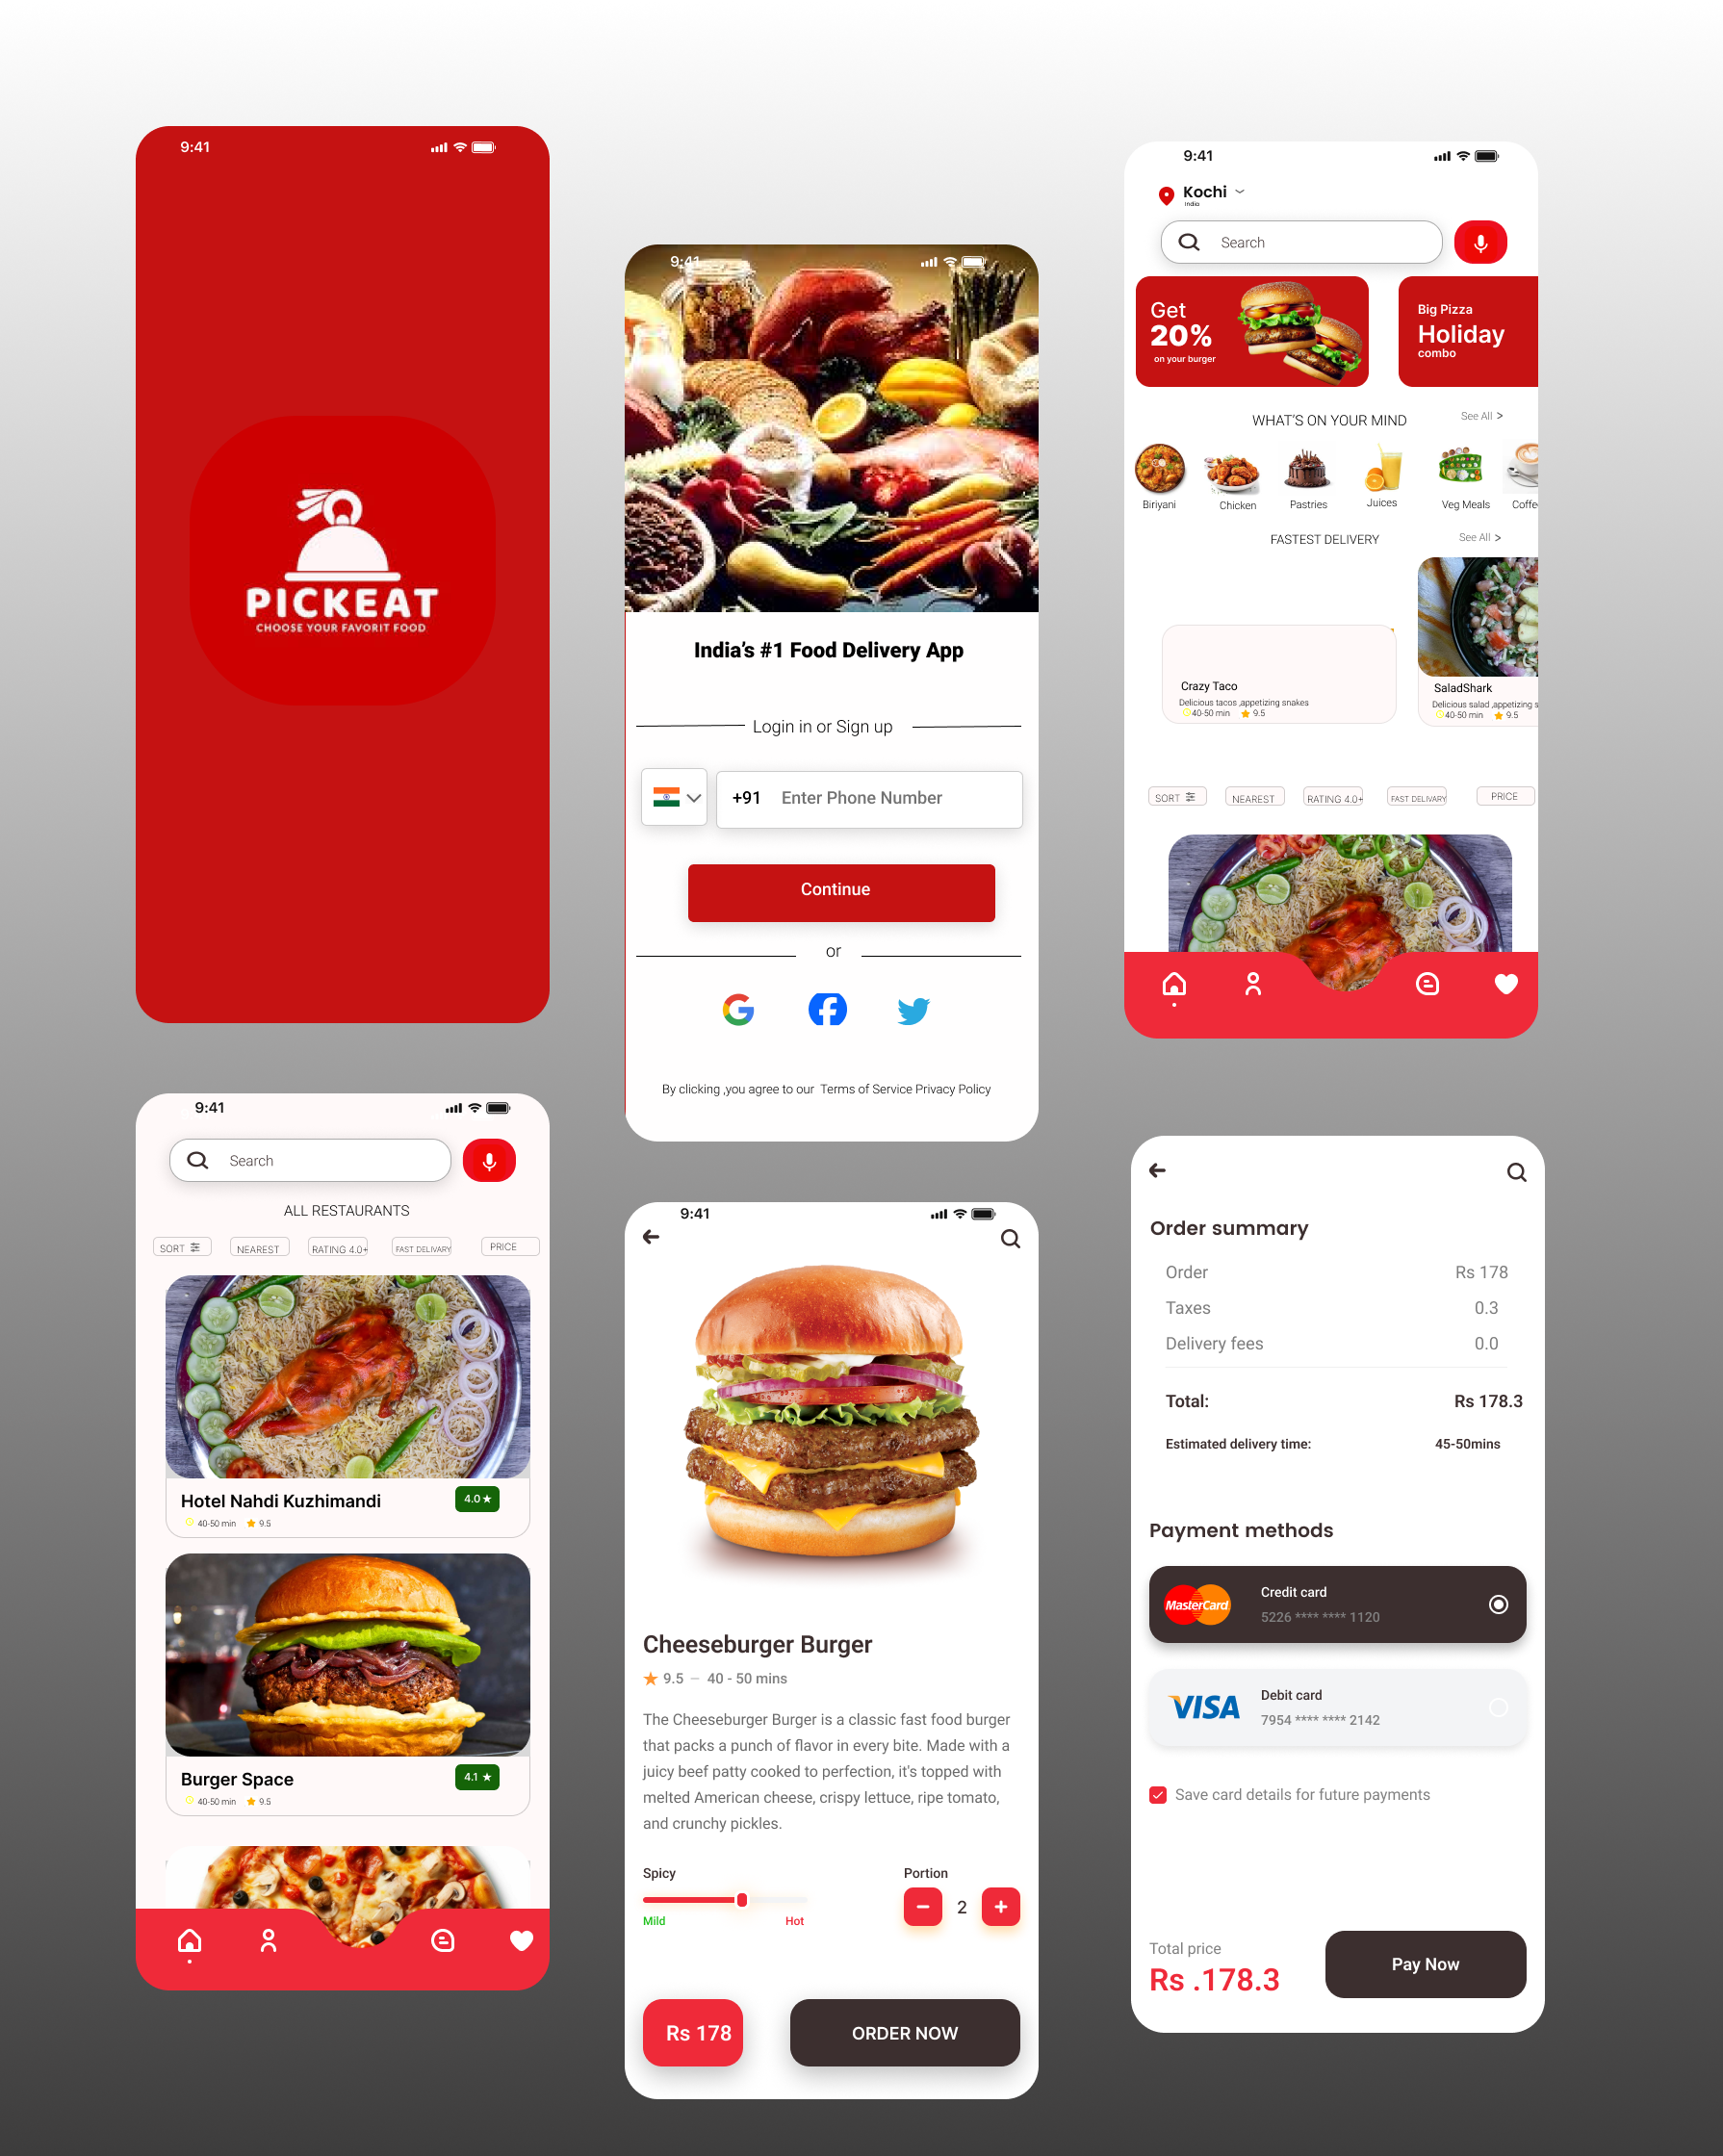 9:41
PICKEAT
CHOOSE YOUR FAVORIT FOOD
9:41
India's #1 Food Delivery App
Login in or Sign up
+91 Enter Phone Number
Continue
or
By clicking ,you agree to our Terms of Service Privacy Policy
9:41
Kochi
India
Search
Get
20%
on your burger
Big Pizza
Holiday
combo
WHAT'S ON YOUR MIND See All >
Biriyani Chicken Pastries Juices Veg Meals Coffe
FASTEST DELIVERY See All >
Crazy Taco
Delicious tacos ,appetizing snakes
40-50 min 9.5
SaladShark
Delicious salad ,appetizing s
40-50 min 9.5
SORT NEAREST RATING 4.0+ FAST DELIVARY PRICE
9:41
Search
ALL RESTAURANTS
SORT NEAREST RATING 4.0+ FAST DELIVARY PRICE
Hotel Nahdi Kuzhimandi 4.0 ★
40-50 min 9.5
Burger Space 4.1 ★
40-50 min 9.5
9:41
Cheeseburger Burger
9.5 – 40 - 50 mins
The Cheeseburger Burger is a classic fast food burger
that packs a punch of flavor in every bite. Made with a
juicy beef patty cooked to perfection, it's topped with
melted American cheese, crispy lettuce, ripe tomato,
and crunchy pickles.
Spicy Portion
2
Mild Hot
Rs 178 ORDER NOW
Order summary
Order Rs 178
Taxes 0.3
Delivery fees 0.0
Total: Rs 178.3
Estimated delivery time: 45-50mins
Payment methods
MasterCard
Credit card
5226 **** **** 1120
VISA
Debit card
7954 **** **** 2142
Save card details for future payments
Total price
Rs .178.3
Pay Now